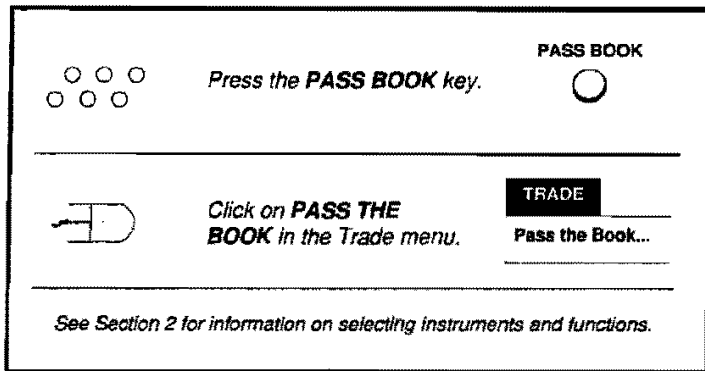 PASS BOOK
Press the PASS BOOK key.
Click on PASS THE
BOOK in the Trade menu.
TRADE
Pass the Book...
See Section 2 for information on selecting instruments and functions.